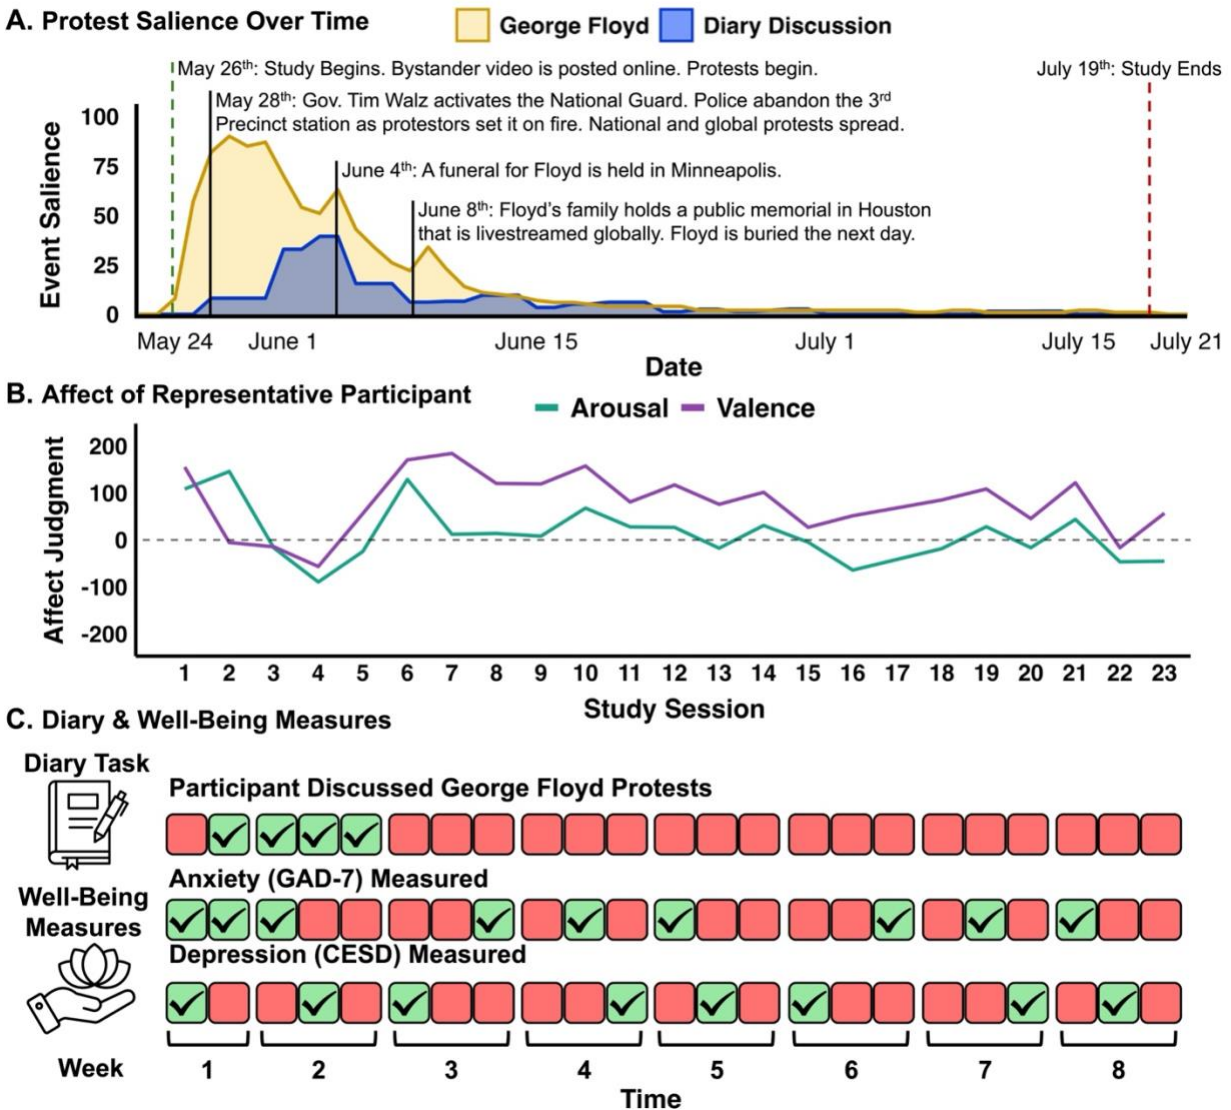 A. Protest Salience Over Time
George Floyd Diary Discussion
May 26th: Study Begins. Bystander video is posted online. Protests begin.
July 19th: Study Ends
May 28th: Gov. Tim Walz activates the National Guard. Police abandon the 3rd
Precinct station as protestors set it on fire. National and global protests spread.
June 4th: A funeral for Floyd is held in Minneapolis.
June 8th: Floyd's family holds a public memorial in Houston
that is livestreamed globally. Floyd is buried the next day.
Event Salience
100
75
50
25
0
May 24 June 1 June 15 July 1 July 15 July 21
Date
B. Affect of Representative Participant
Arousal Valence
Affect Judgment
200
100
0
-100
-200
1 2 3 4 5 6 7 8 9 10 11 12 13 14 15 16 17 18 19 20 21 22 23
Study Session
C. Diary & Well-Being Measures
Diary Task
Participant Discussed George Floyd Protests
Well-Being
Measures
Anxiety (GAD-7) Measured
Depression (CESD) Measured
Week 1 2 3 4 5 6 7 8
Time